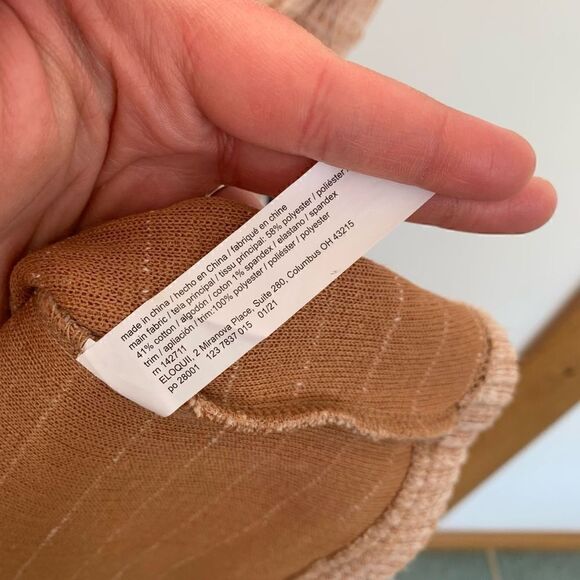 made in china / hecho en China / fabriqué en chine
main fabric / tela principal / tissu principal: 58% polyester / poliéster /
41% cotton / algodón / coton 1% spandex / elastano / spandex
trim / apliación / trim:100% polyester / poliéster / polyester
rn 142711
ELOQUII, 2 Miranova Place, Suite 280, Columbus OH 43215
po 28001 123 7837 015 01/21